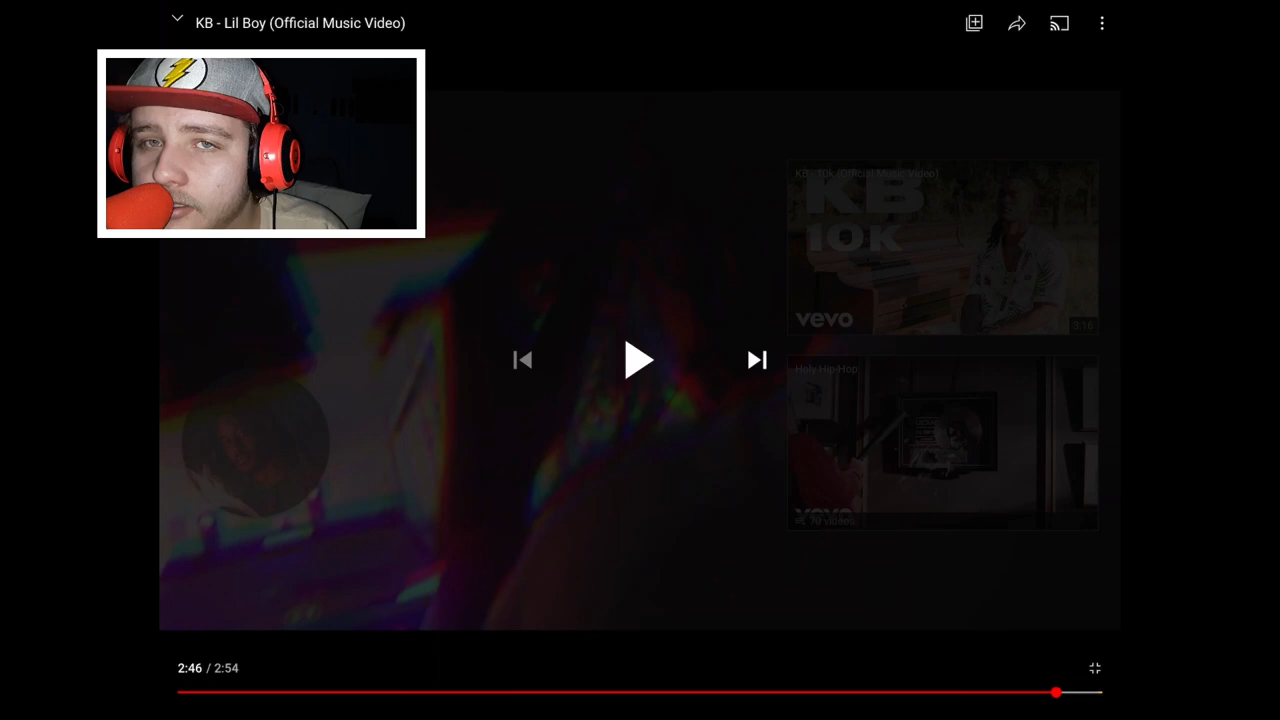 KB - Lil Boy (Official Music Video)
KB - 10k (Official Music Video)
KB
10K
vevo
3:16
Holy Hip Hop
vevo
2:46 / 2:54